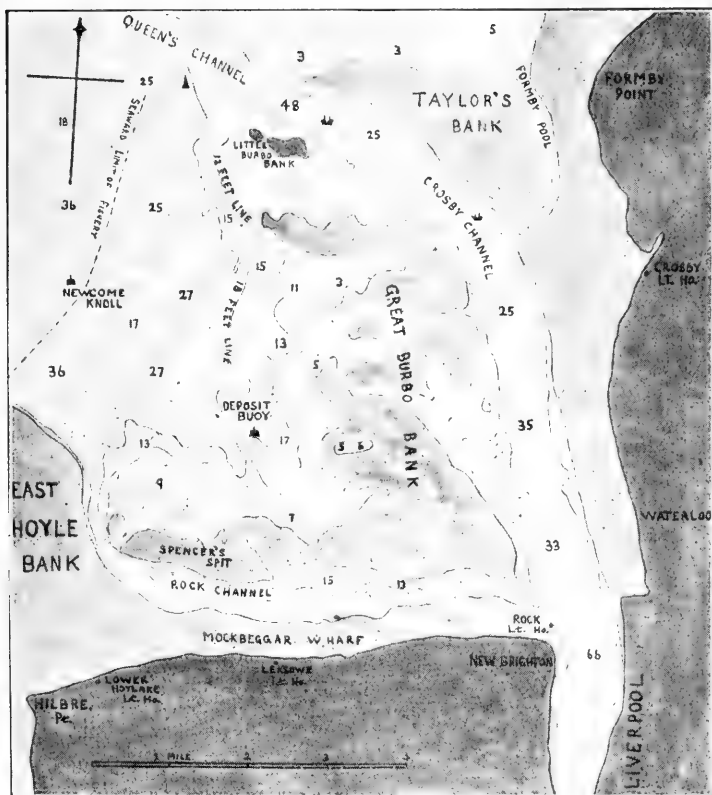 QUEEN'S CHANNEL
5
3
3
25
FORMBY POOL
FORMBY
POINT
18
SEAWARD LIMIT OF FISHERY
48
TAYLOR'S
BANK
25
LITTLE
BURBO
BANK
12 FEET LINE
36
25
15
CROSBY CHANNEL
15
CROSBY
LT. HO.
NEWCOME
KNOLL
27
18 FEET LINE
11
3
GREAT BURBO BANK
25
17
13
36
27
5
DEPOSIT
BUOY
35
13
17
5 6
9
EAST
HOYLE
BANK
7
WATERLOO
SPENCER'S
SPIT
33
ROCK CHANNEL
15
13
ROCK
LT. HO.
MOCKBEGGAR WHARF
NEW BRIGHTON
66
LEASOWE
LT. HO.
LOWER
HOYLAKE
LT. HO.
HILBRE
PT.
LIVERPOOL
1 MILE
2
3
4